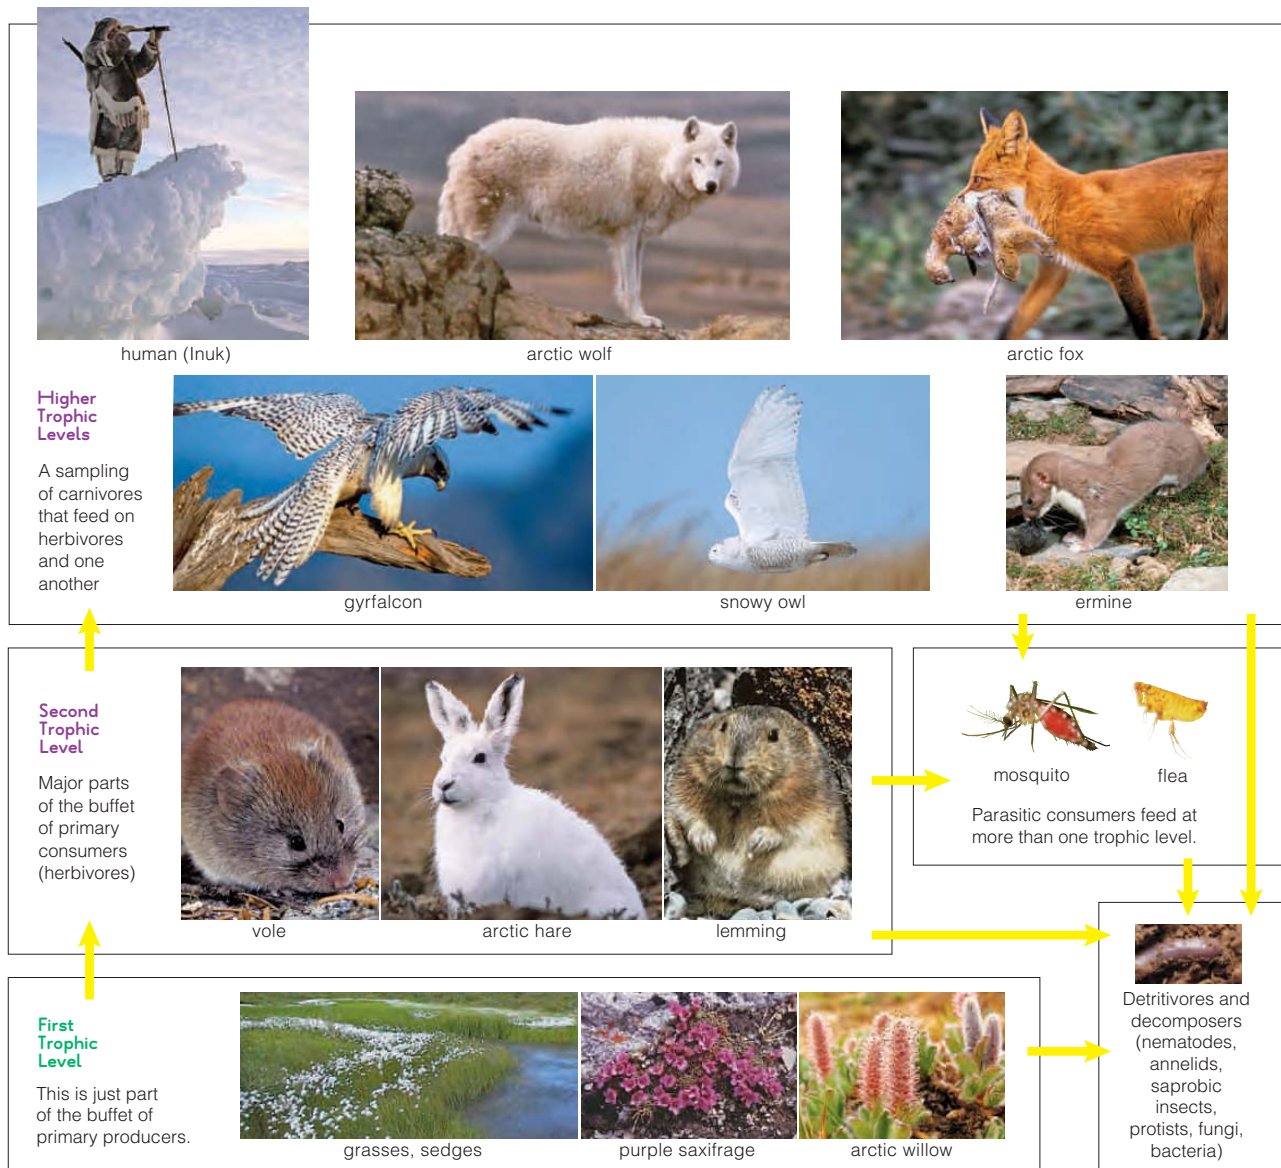 human (Inuk)
arctic wolf
arctic fox
Higher
Trophic
Levels
A sampling
of carnivores
that feed on
herbivores
and one
another
gyrfalcon
snowy owl
ermine
Second
Trophic
Level
Major parts
of the buffet
of primary
consumers
(herbivores)
vole
arctic hare
lemming
mosquito
flea
Parasitic consumers feed at
more than one trophic level.
First
Trophic
Level
This is just part
of the buffet of
primary producers.
grasses, sedges
purple saxifrage
arctic willow
Detritivores and
decomposers
(nematodes,
annelids,
saprobic
insects,
protists, fungi,
bacteria)